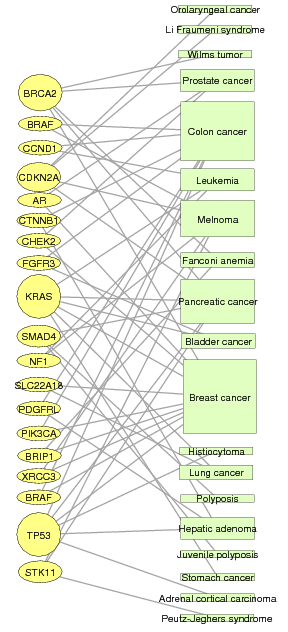 Orolaryngeal cancer
Li Fraumeni syndrome
Wilms tumor
Prostate cancer
Colon cancer
Leukemia
Melnoma
Fanconi anemia
Pancreatic cancer
Bladder cancer
Breast cancer
Histiocytoma
Lung cancer
Polyposis
Hepatic adenoma
Juvenile polyposis
Stomach cancer
Adrenal cortical carcinoma
Peutz-Jeghers syndrome
BRCA2
BRAF
CCND1
CDKN2A
AR
CTNNB1
CHEK2
FGFR3
KRAS
SMAD4
NF1
SLC22A18
PDGFRL
PIK3CA
BRIP1
XRCC3
BRAF
TP53
STK11